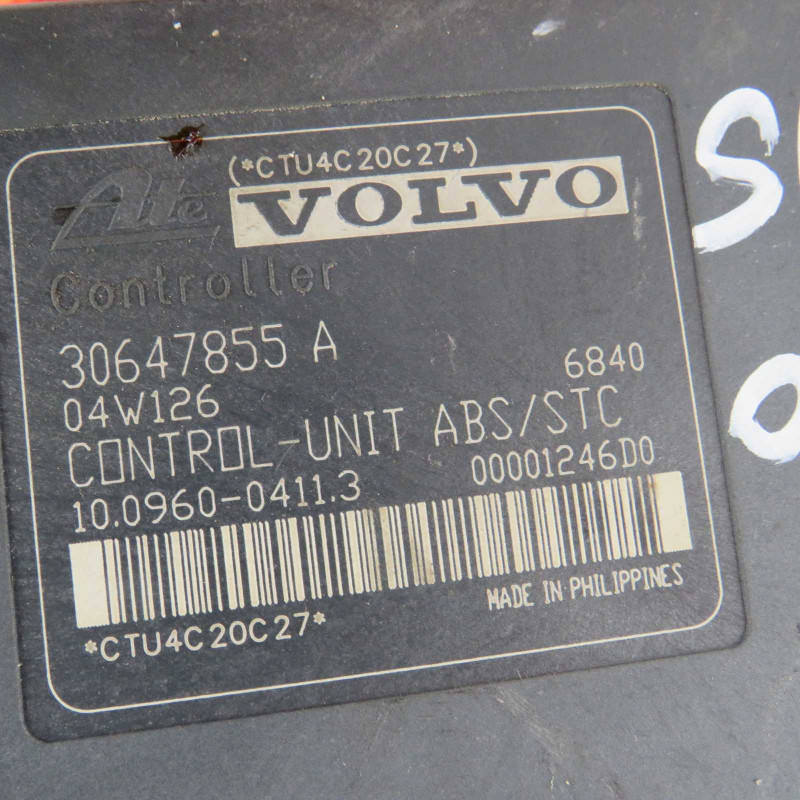 (*CTU4C20C27*)
Ate VOLVO
Controller
30647855 A 6840
04W126
CONTROL-UNIT ABS/STC
10.0960-0411.3 00001246D0
MADE IN PHILIPPINES
*CTU4C20C27*